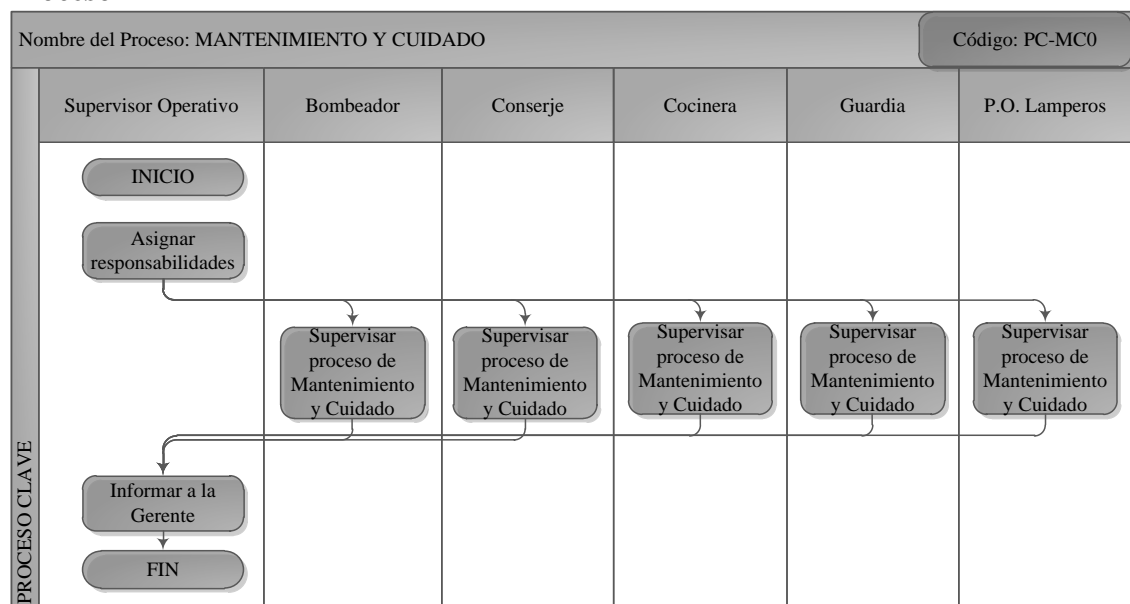 Nombre del Proceso: MANTENIMIENTO Y CUIDADO
Código: PC-MC0
Supervisor Operativo
Bombeador
Conserje
Cocinera
Guardia
P.O. Lamperos
INICIO
Asignar
responsabilidades
Supervisar
proceso de
Mantenimiento
y Cuidado
Supervisar
proceso de
Mantenimiento
y Cuidado
Supervisar
proceso de
Mantenimiento
y Cuidado
Supervisar
proceso de
Mantenimiento
y Cuidado
Supervisar
proceso de
Mantenimiento
y Cuidado
Informar a la
Gerente
FIN
PROCESO CLAVE